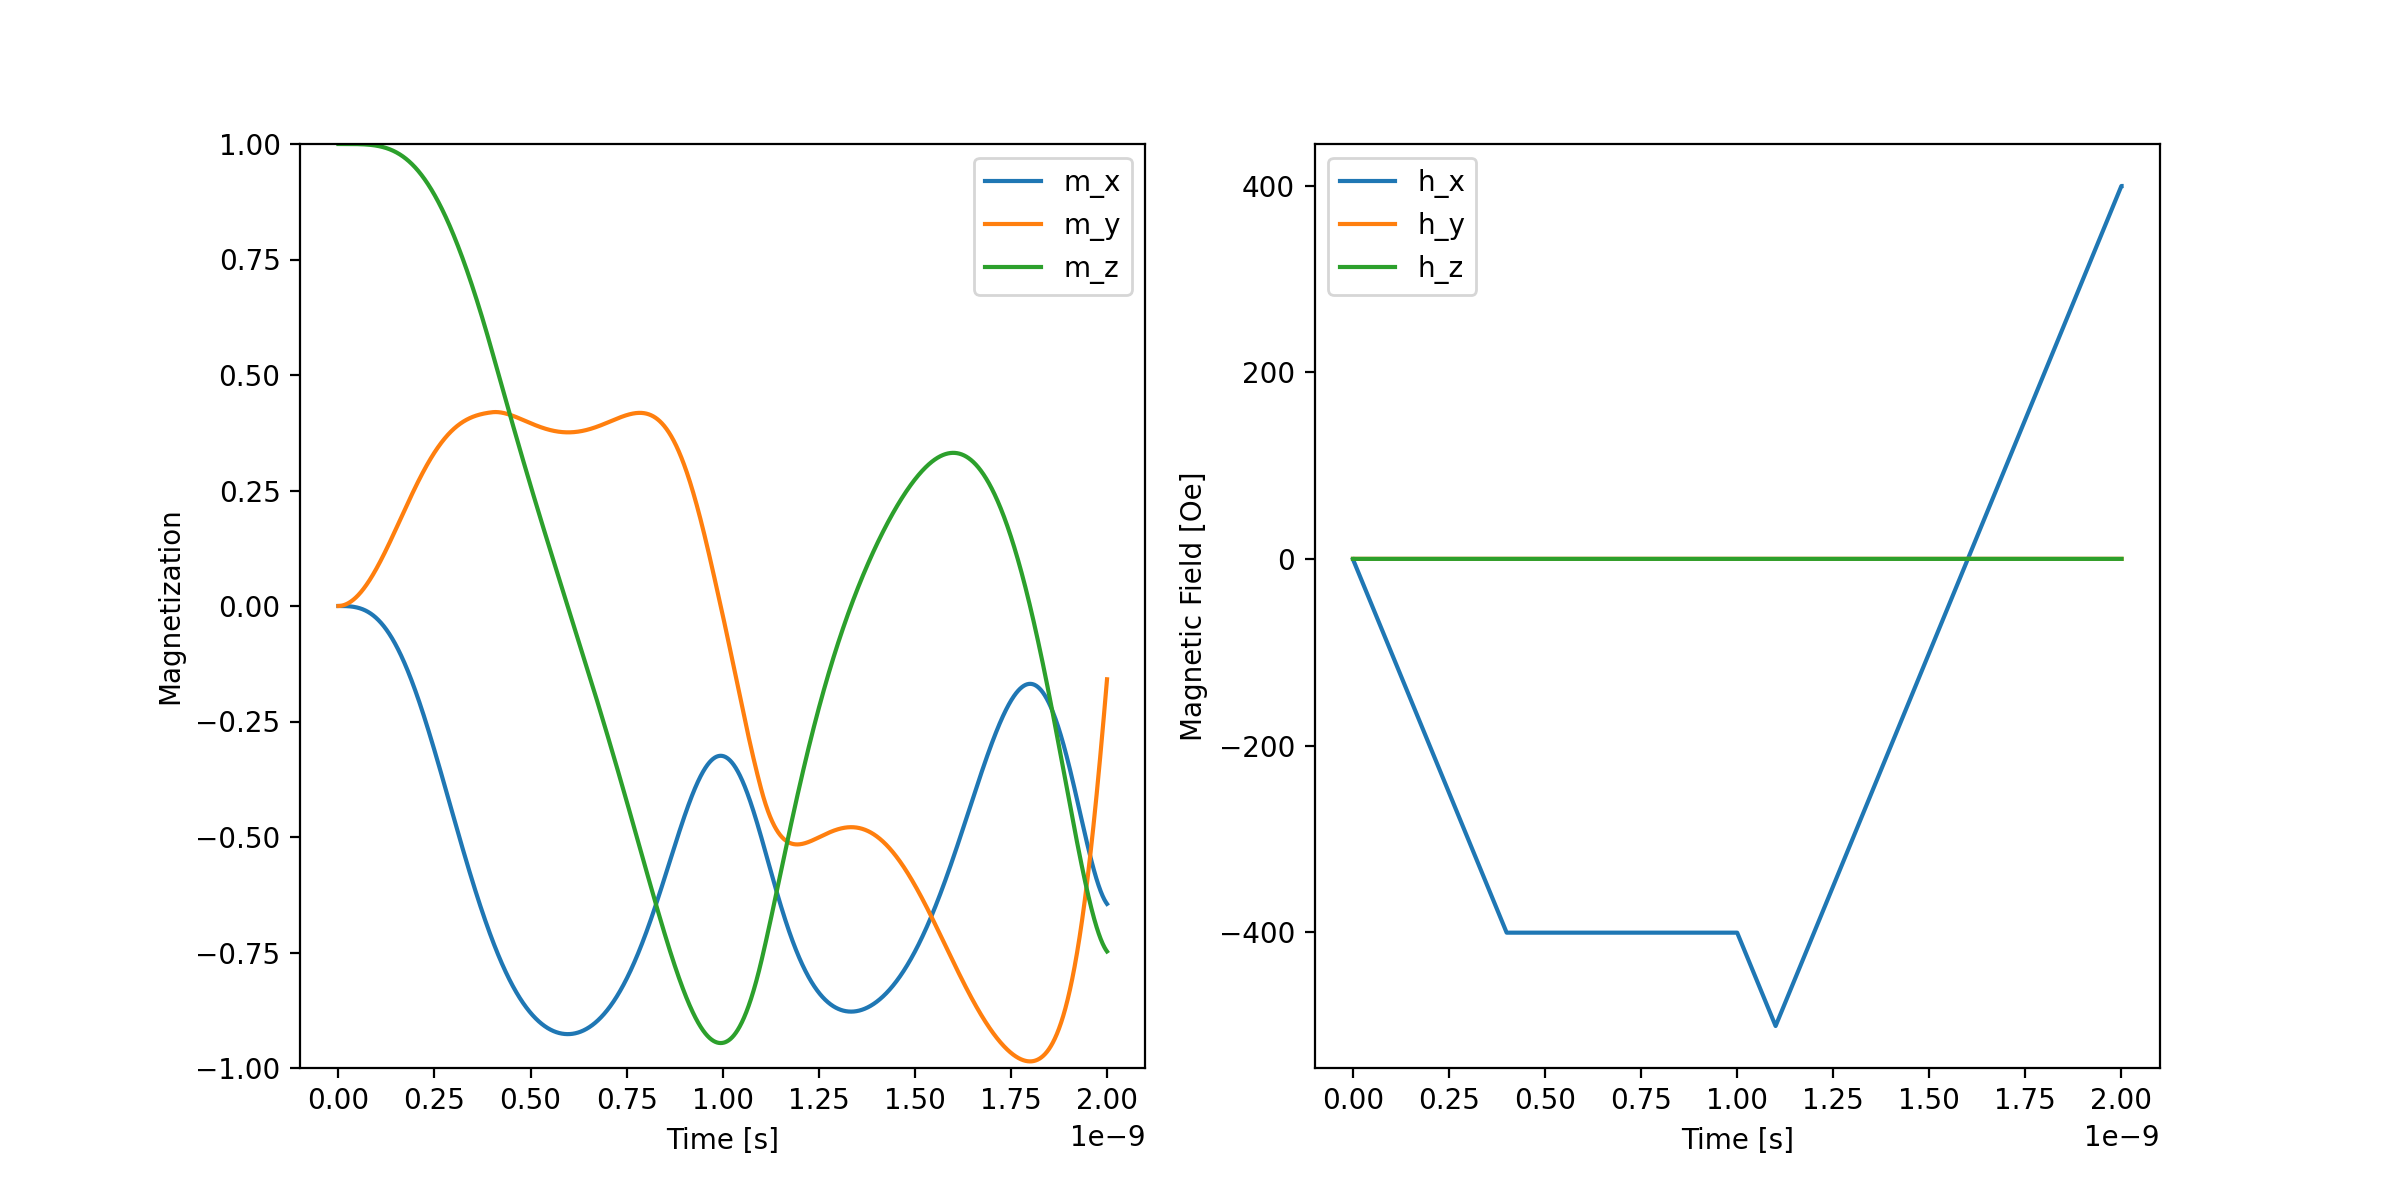 Magnetization
1.00
0.75
0.50
0.25
0.00
−0.25
−0.50
−0.75
−1.00
m_x
m_y
m_z
0.00 0.25 0.50 0.75 1.00 1.25 1.50 1.75 2.00
Time [s]
1e−9
Magnetic Field [Oe]
400
200
0
−200
−400
h_x
h_y
h_z
0.00 0.25 0.50 0.75 1.00 1.25 1.50 1.75 2.00
Time [s]
1e−9